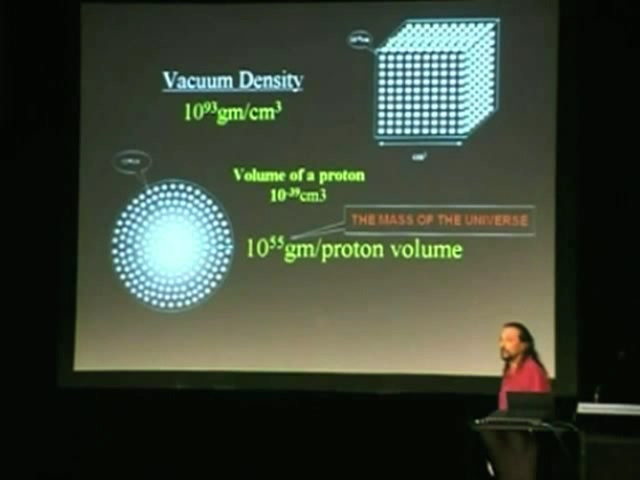 Vacuum Density
10⁹³gm/cm³
Volume of a proton
10⁻³⁹cm3
THE MASS OF THE UNIVERSE
10⁵⁵gm/proton volume